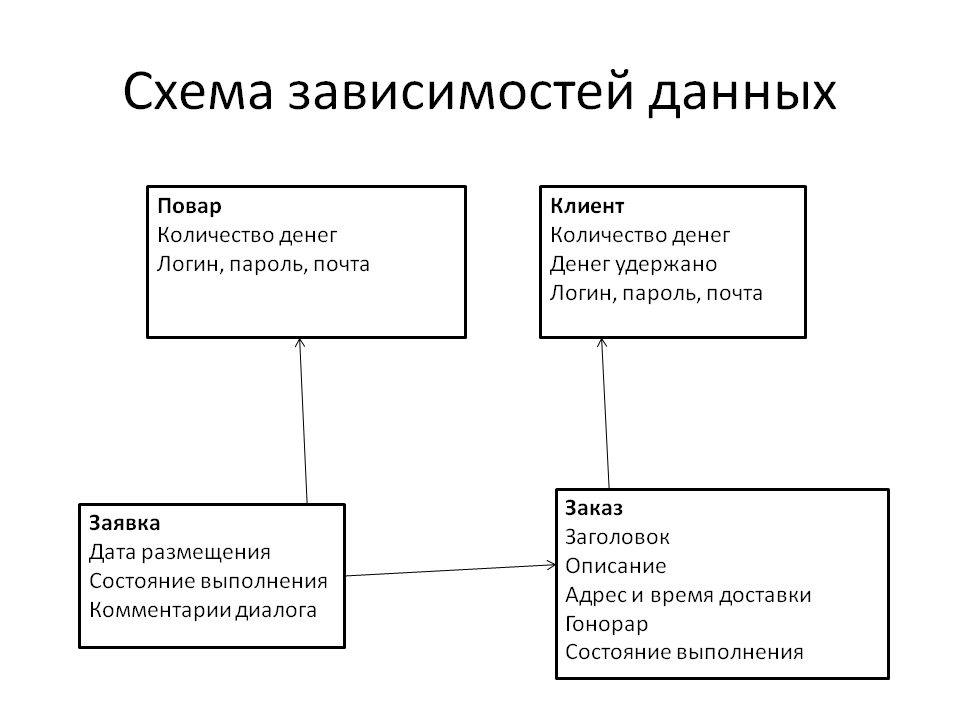 Схема зависимостей данных
Повар
Количество денег
Логин, пароль, почта
Клиент
Количество денег
Денег удержано
Логин, пароль, почта
Заявка
Дата размещения
Состояние выполнения
Комментарии диалога
Заказ
Заголовок
Описание
Адрес и время доставки
Гонорар
Состояние выполнения